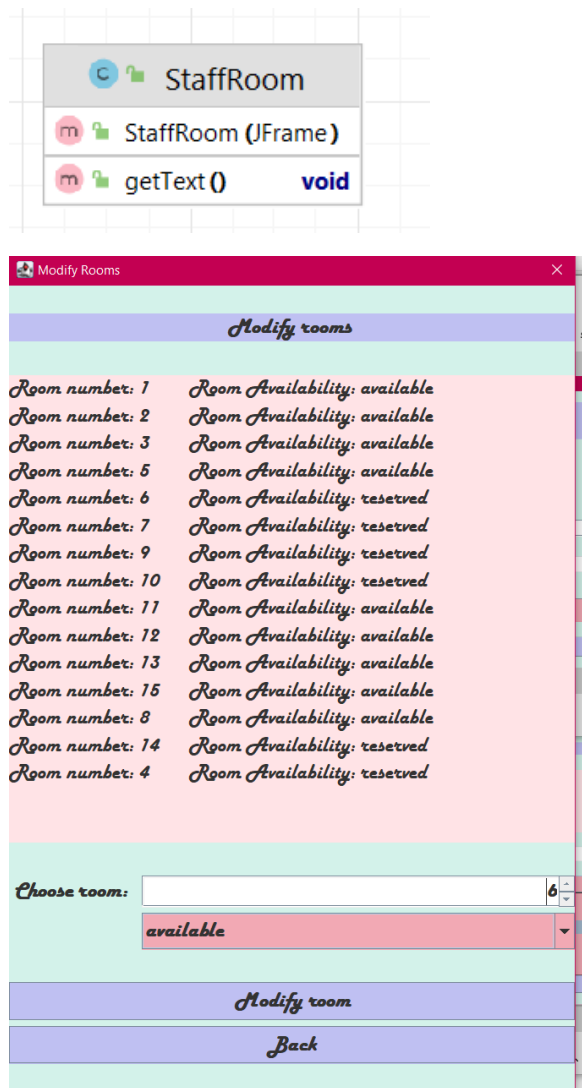 C StaffRoom
m StaffRoom (JFrame)
m getText() void
Modify Rooms
Modify rooms
Room number: 1 Room Availability: available
Room number: 2 Room Availability: available
Room number: 3 Room Availability: available
Room number: 5 Room Availability: available
Room number: 6 Room Availability: reserved
Room number: 7 Room Availability: reserved
Room number: 9 Room Availability: reserved
Room number: 10 Room Availability: reserved
Room number: 11 Room Availability: available
Room number: 12 Room Availability: available
Room number: 13 Room Availability: available
Room number: 15 Room Availability: available
Room number: 8 Room Availability: available
Room number: 14 Room Availability: reserved
Room number: 4 Room Availability: reserved
Choose room: 6
available
Modify room
Back